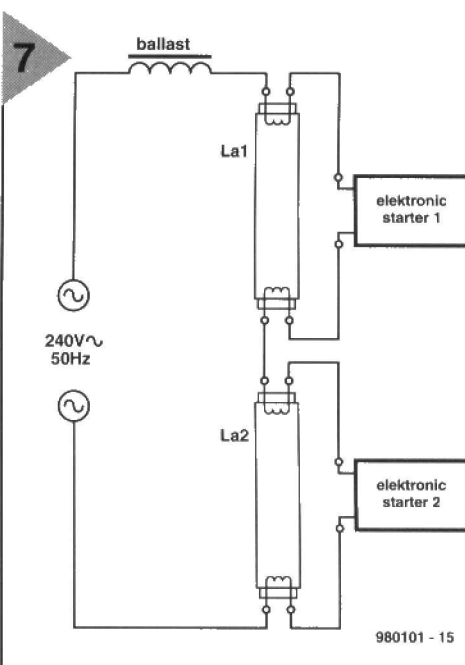 7
ballast
La1
elektronic
starter 1
240V~
50Hz
La2
elektronic
starter 2
980101 - 15